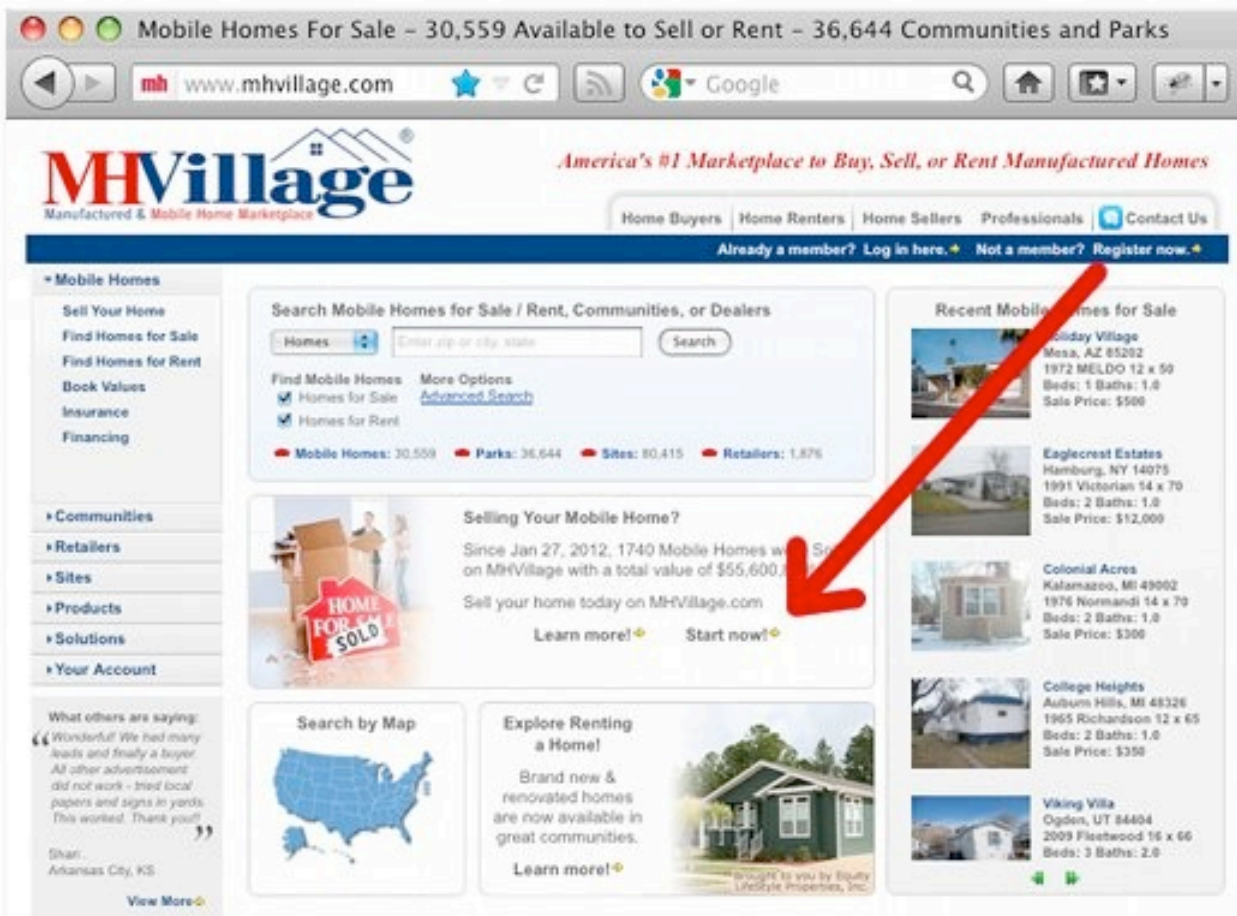 Mobile Homes For Sale – 30,559 Available to Sell or Rent – 36,644 Communities and Parks
mh www.mhvillage.com
Google
MHVillage®
Manufactured & Mobile Home Marketplace
America's #1 Marketplace to Buy, Sell, or Rent Manufactured Homes
Home Buyers Home Renters Home Sellers Professionals Contact Us
Already a member? Log in here. Not a member? Register now.
Mobile Homes
Sell Your Home
Find Homes for Sale
Find Homes for Rent
Book Values
Insurance
Financing
Communities
Retailers
Sites
Products
Solutions
Your Account
What others are saying:
“Wonderful! We had many
leads and finally a buyer.
All other advertisement
did not work - tried local
papers and signs in yards.
This worked. Thank you!!”
Shari
Arkansas City, KS
View More
Search Mobile Homes for Sale / Rent, Communities, or Dealers
Homes
Enter zip or city, state
Search
Find Mobile Homes
More Options
Homes for Sale
Advanced Search
Homes for Rent
Mobile Homes: 30,559 Parks: 36,644 Sites: 80,415 Retailers: 1,876
Selling Your Mobile Home?
Since Jan 27, 2012, 1740 Mobile Homes
on MHVillage with a total value of $55,600,
Sell your home today on MHVillage.com
Learn more! Start now!
HOME
FOR SALE
SOLD
Search by Map
Explore Renting
a Home!
Brand new &
renovated homes
are now available in
great communities.
Learn more!
Brought to you by Equity
LifeStyle Properties, Inc.
Recent Mobile Homes for Sale
Holiday Village
Mesa, AZ 85202
1972 MELDO 12 x 50
Beds: 1 Baths: 1.0
Sale Price: $500
Eaglecrest Estates
Hamburg, NY 14075
1991 Victorian 14 x 70
Beds: 2 Baths: 1.0
Sale Price: $12,000
Colonial Acres
Kalamazoo, MI 49002
1976 Normandi 14 x 70
Beds: 2 Baths: 1.0
Sale Price: $300
College Heights
Auburn Hills, MI 48326
1965 Richardson 12 x 65
Beds: 2 Baths: 1.0
Sale Price: $350
Viking Villa
Ogden, UT 84404
2009 Fleetwood 16 x 66
Beds: 3 Baths: 2.0